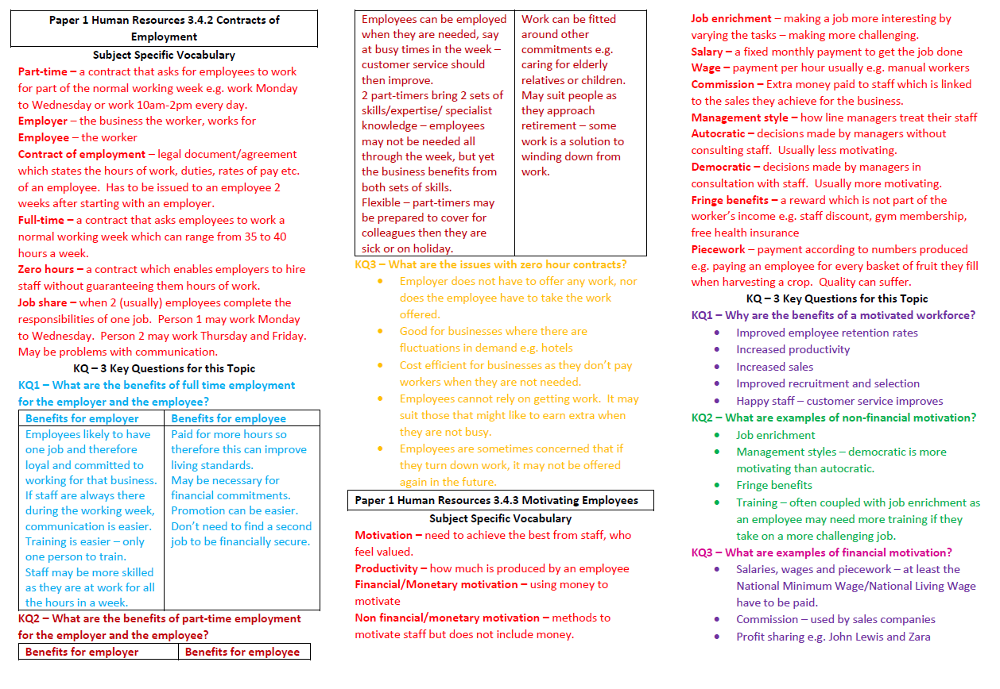 Paper 1 Human Resources 3.4.2 Contracts of
Employment
Subject Specific Vocabulary
Part-time – a contract that asks for employees to work
for part of the normal working week e.g. work Monday
to Wednesday or work 10am-2pm every day.
Employer – the business the worker, works for
Employee – the worker
Contract of employment – legal document/agreement
which states the hours of work, duties, rates of pay etc.
of an employee.  Has to be issued to an employee 2
weeks after starting with an employer.
Full-time – a contract that asks employees to work a
normal working week which can range from 35 to 40
hours a week.
Zero hours – a contract which enables employers to hire
staff without guaranteeing them hours of work.
Job share – when 2 (usually) employees complete the
responsibilities of one job.  Person 1 may work Monday
to Wednesday.  Person 2 may work Thursday and Friday.
May be problems with communication.
KQ – 3 Key Questions for this Topic
KQ1 – What are the benefits of full time employment
for the employer and the employee?
Benefits for employer
Employees likely to have
one job and therefore
loyal and committed to
working for that business.
If staff are always there
during the working week,
communication is easier.
Training is easier – only
one person to train.
Staff may be more skilled
as they are at work for all
the hours in a week.
Benefits for employee
Paid for more hours so
therefore this can improve
living standards.
May be necessary for
financial commitments.
Promotion can be easier.
Don't need to find a second
job to be financially secure.
KQ2 – What are the benefits of part-time employment
for the employer and the employee?
Benefits for employer
Benefits for employee
Employees can be employed
when they are needed, say
at busy times in the week –
customer service should
then improve.
2 part-timers bring 2 sets of
skills/expertise/ specialist
knowledge – employees
may not be needed all
through the week, but yet
the business benefits from
both sets of skills.
Flexible – part-timers may
be prepared to cover for
colleagues then they are
sick or on holiday.
Work can be fitted
around other
commitments e.g.
caring for elderly
relatives or children.
May suit people as
they approach
retirement – some
work is a solution to
winding down from
work.
KQ3 – What are the issues with zero hour contracts?
• Employer does not have to offer any work, nor
does the employee have to take the work
offered.
• Good for businesses where there are
fluctuations in demand e.g. hotels
• Cost efficient for businesses as they don't pay
workers when they are not needed.
• Employees cannot rely on getting work.  It may
suit those that might like to earn extra when
they are not busy.
• Employees are sometimes concerned that if
they turn down work, it may not be offered
again in the future.
Paper 1 Human Resources 3.4.3 Motivating Employees
Subject Specific Vocabulary
Motivation – need to achieve the best from staff, who
feel valued.
Productivity – how much is produced by an employee
Financial/Monetary motivation – using money to
motivate
Non financial/monetary motivation – methods to
motivate staff but does not include money.
Job enrichment – making a job more interesting by
varying the tasks – making more challenging.
Salary – a fixed monthly payment to get the job done
Wage – payment per hour usually e.g. manual workers
Commission – Extra money paid to staff which is linked
to the sales they achieve for the business.
Management style – how line managers treat their staff
Autocratic – decisions made by managers without
consulting staff.  Usually less motivating.
Democratic – decisions made by managers in
consultation with staff.  Usually more motivating.
Fringe benefits – a reward which is not part of the
worker's income e.g. staff discount, gym membership,
free health insurance
Piecework – payment according to numbers produced
e.g. paying an employee for every basket of fruit they fill
when harvesting a crop.  Quality can suffer.
KQ – 3 Key Questions for this Topic
KQ1 – Why are the benefits of a motivated workforce?
• Improved employee retention rates
• Increased productivity
• Increased sales
• Improved recruitment and selection
• Happy staff – customer service improves
KQ2 – What are examples of non-financial motivation?
• Job enrichment
• Management styles – democratic is more
motivating than autocratic.
• Fringe benefits
• Training – often coupled with job enrichment as
an employee may need more training if they
take on a more challenging job.
KQ3 – What are examples of financial motivation?
• Salaries, wages and piecework – at least the
National Minimum Wage/National Living Wage
have to be paid.
• Commission – used by sales companies
• Profit sharing e.g. John Lewis and Zara